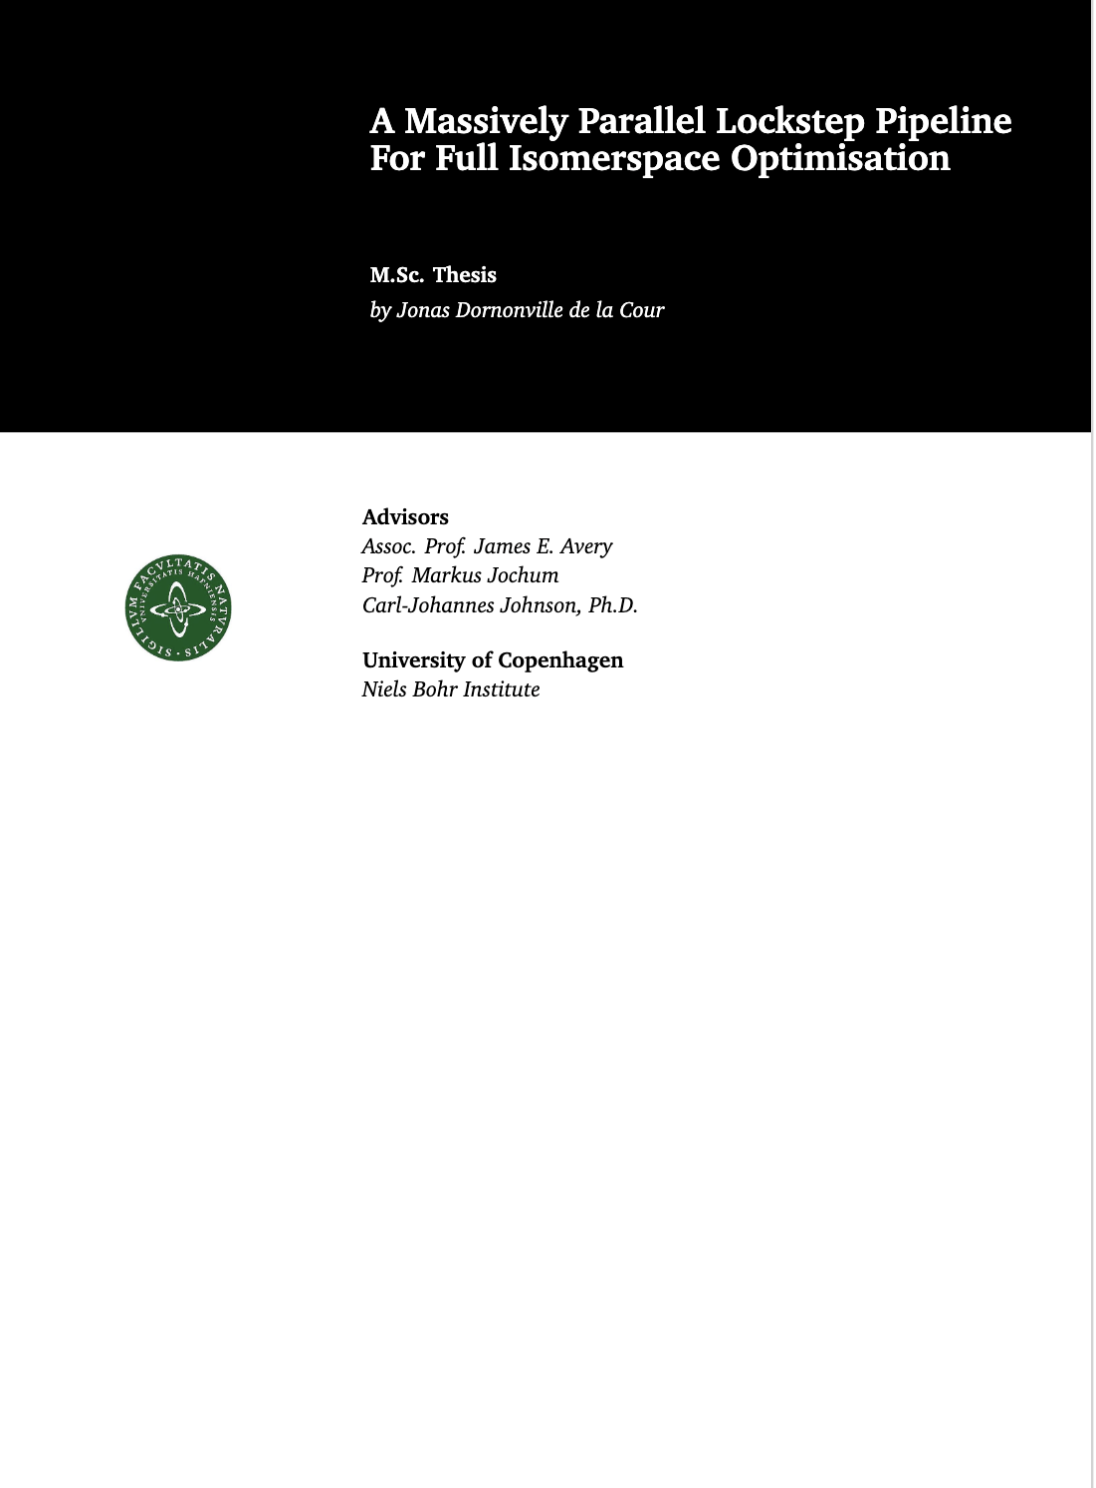 A Massively Parallel Lockstep Pipeline
For Full Isomerspace Optimisation
M.Sc. Thesis
by Jonas Dornonville de la Cour
Advisors
Assoc. Prof. James E. Avery
Prof. Markus Jochum
Carl-Johannes Johnson, Ph.D.
SIGILLVM FACVLTATIS NATVRALIS
VNIVERSITATIS HAFNIENSIS
University of Copenhagen
Niels Bohr Institute